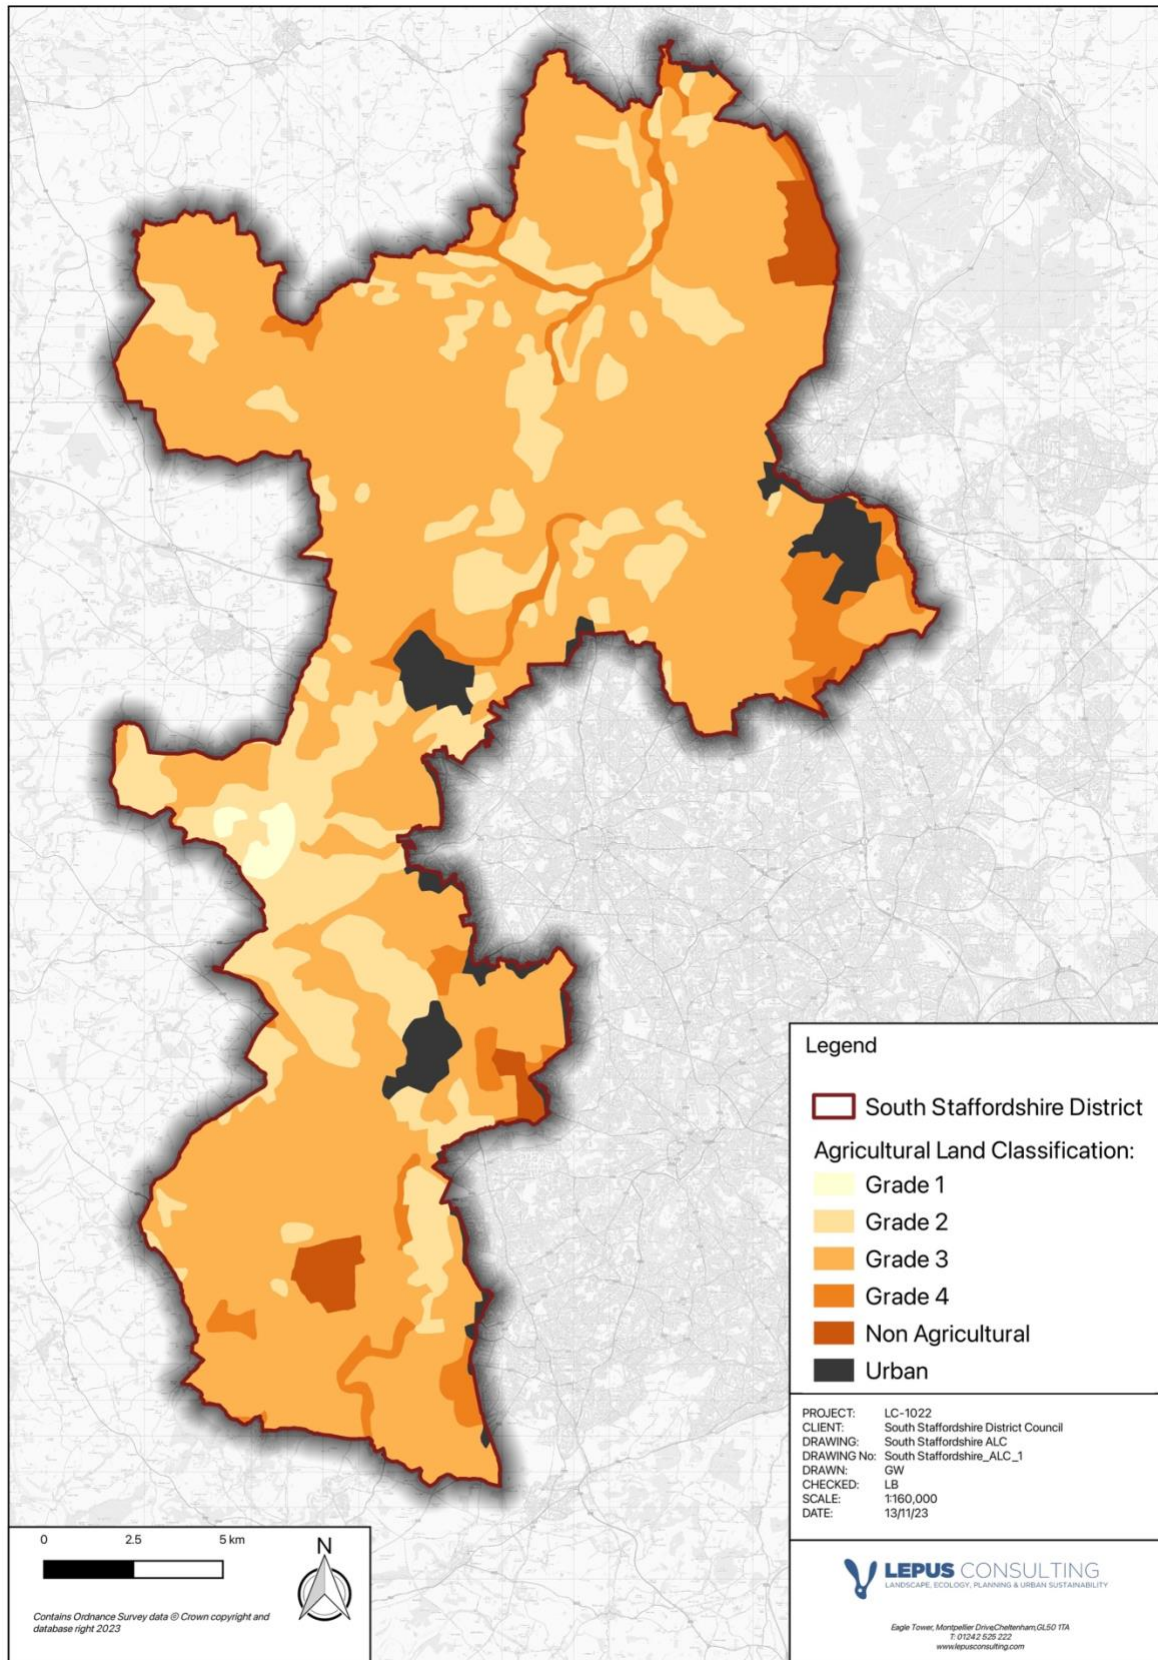 Legend
South Staffordshire District
Agricultural Land Classification:
Grade 1
Grade 2
Grade 3
Grade 4
Non Agricultural
Urban
PROJECT: LC-1022
CLIENT: South Staffordshire District Council
DRAWING: South Staffordshire ALC
DRAWING No: South Staffordshire_ALC_1
DRAWN: GW
CHECKED: LB
SCALE: 1:160,000
DATE: 13/11/23
0 2.5 5 km
N
Contains Ordnance Survey data © Crown copyright and
database right 2023
LEPUS CONSULTING
LANDSCAPE, ECOLOGY, PLANNING & URBAN SUSTAINABILITY
Eagle Tower, Montpellier Drive,Cheltenham,GL50 1TA
T: 01242 525 222
www.lepusconsulting.com